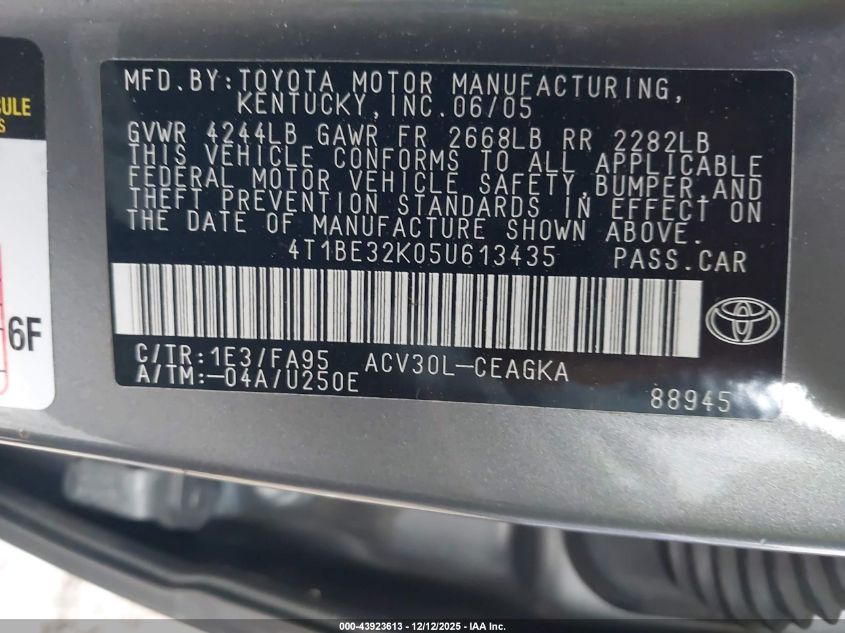 MFD.BY:TOYOTA MOTOR MANUFACTURING,
KENTUCKY,INC.06/05
GVWR 4244LB GAWR FR 2668LB RR 2282LB
THIS VEHICLE CONFORMS TO ALL APPLICABLE
FEDERAL MOTOR VEHICLE SAFETY,BUMPER,AND
THEFT PREVENTION STANDARDS IN EFFECT ON
THE DATE OF MANUFACTURE SHOWN ABOVE.
4T1BE32K05U613435 PASS.CAR
C/TR:1E3/FA95 ACV30L-CEAGKA
A/TM:-04A/U250E
88945
6F
000-43923613 - 12/12/2025 - IAA Inc.